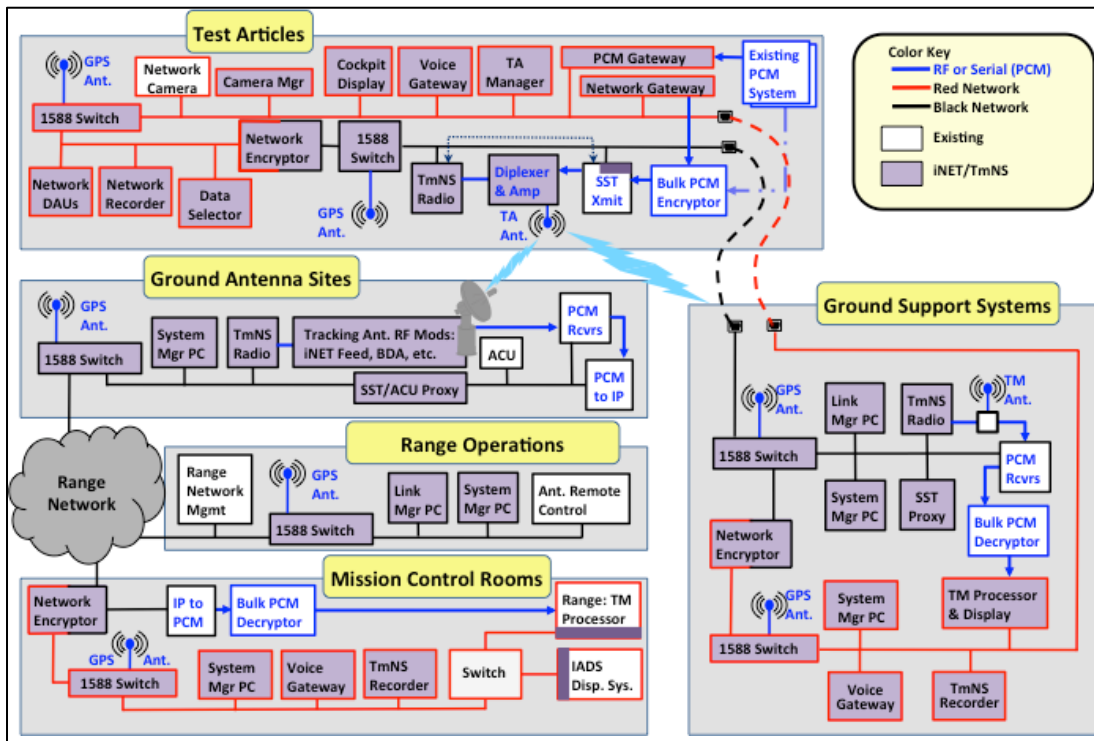 Test Articles
GPS
Ant.
Network
Camera
Camera Mgr
Cockpit
Display
Voice
Gateway
TA
Manager
PCM Gateway
Network Gateway
Existing
PCM
System
1588 Switch
Network
Encryptor
1588
Switch
Network
DAUs
Network
Recorder
Data
Selector
GPS
Ant.
TmNS
Radio
Diplexer
& Amp
SST
Xmit
Bulk PCM
Encryptor
TA
Ant.
Color Key
RF or Serial (PCM)
Red Network
Black Network
Existing
iNET/TmNS
Ground Antenna Sites
GPS
Ant.
1588 Switch
System
Mgr PC
TmNS
Radio
Tracking Ant. RF Mods:
iNET Feed, BDA, etc.
SST/ACU Proxy
ACU
PCM
Rcvrs
PCM
to IP
Range
Network
Range Operations
Range
Network
Mgmt
GPS
Ant.
1588 Switch
Link
Mgr PC
System
Mgr PC
Ant. Remote
Control
Mission Control Rooms
Network
Encryptor
IP to
PCM
Bulk PCM
Decryptor
Range: TM
Processor
GPS Ant.
1588 Switch
System
Mgr PC
Voice
Gateway
TmNS
Recorder
Switch
IADS
Disp. Sys.
Ground Support Systems
GPS
Ant.
1588 Switch
Link
Mgr PC
TmNS
Radio
TM
Ant.
PCM
Rcvrs
System
Mgr PC
SST
Proxy
Network
Encryptor
Bulk PCM
Decryptor
GPS
Ant.
System
Mgr PC
TM Processor
& Display
1588 Switch
Voice
Gateway
TmNS
Recorder